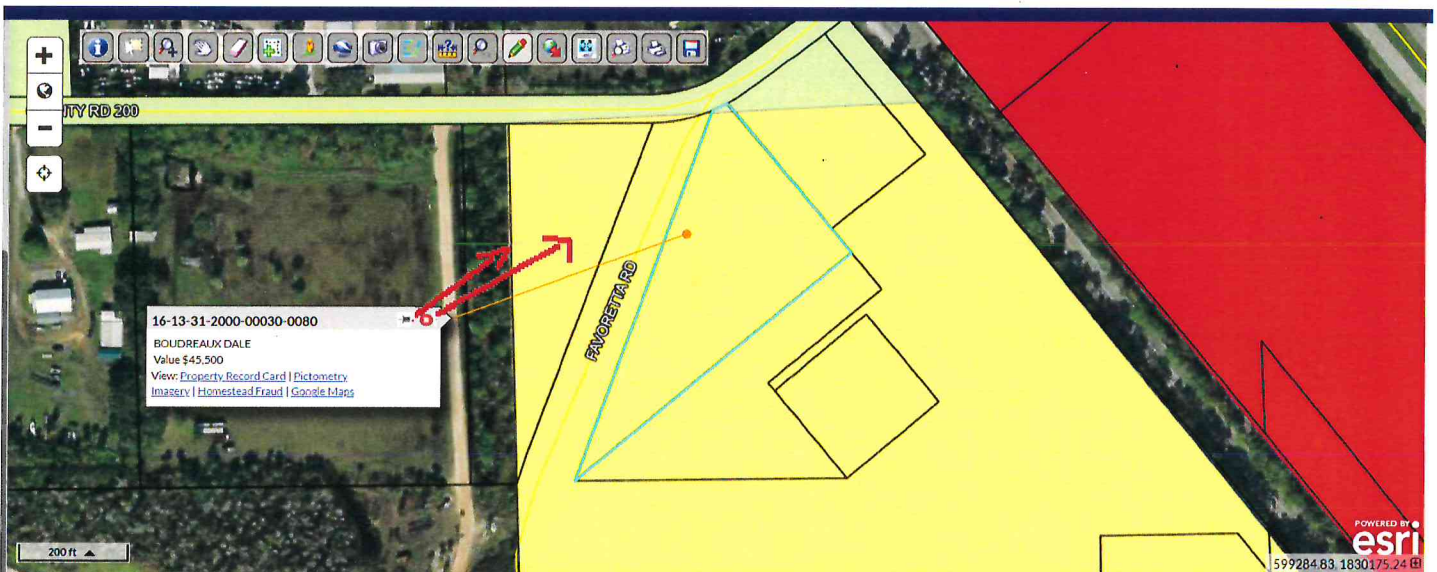 ITY RD 200
FAVORETTA RD
16-13-31-2000-00030-0080
BOUDREAUX DALE
Value $45,500
View: Property Record Card | Pictometry
Imagery | Homestead Fraud | Google Maps
200 ft
POWERED BY
esri
599284.83, 1830175.24